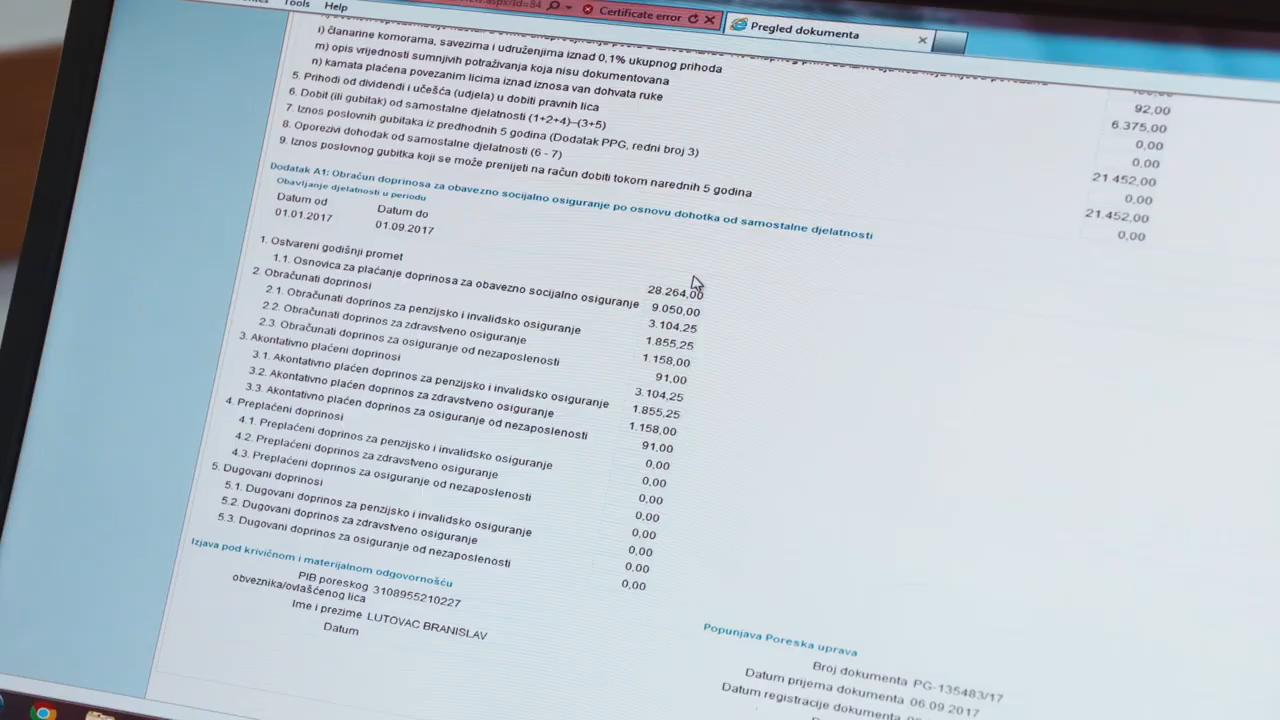 Tools Help
.aspx?id=84
Certificate error
Pregled dokumenta
l) članarine komorama, savezima i udruženjima iznad 0,1% ukupnog prihoda
m) opis vrijednosti sumnjivih potraživanja koja nisu dokumentovana 92,00
n) kamata plaćena povezanim licima iznad iznosa van dohvata ruke 6.375,00
5. Prihodi od dividendi i učešća (udjela) u dobiti pravnih lica 0,00
6. Dobit (ili gubitak) od samostalne djelatnosti (1+2+4)–(3+5) 0,00
7. Iznos poslovnih gubitaka iz predhodnih 5 godina (Dodatak PPG, redni broj 3) 21 452,00
8. Oporezivi dohodak od samostalne djelatnosti (6 - 7) 0,00
9. Iznos poslovnog gubitka koji se može prenijeti na račun dobiti tokom narednih 5 godina 21.452,00
0,00
Dodatak A1: Obračun doprinosa za obavezno socijalno osiguranje po osnovu dohotka od samostalne djelatnosti
Obavljanje djelatnosti u periodu
Datum od Datum do
01.01.2017 01.09.2017
1. Ostvareni godišnji promet 28.264,00
1.1. Osnovica za plaćanje doprinosa za obavezno socijalno osiguranje 9.050,00
2. Obračunati doprinosi 3.104,25
2.1. Obračunati doprinos za penzijsko i invalidsko osiguranje 1.855,25
2.2. Obračunati doprinos za zdravstveno osiguranje 1.158,00
2.3. Obračunati doprinos za osiguranje od nezaposlenosti 91,00
3. Akontativno plaćeni doprinosi 3.104,25
3.1. Akontativno plaćen doprinos za penzijsko i invalidsko osiguranje 1.855,25
3.2. Akontativno plaćen doprinos za zdravstveno osiguranje 1.158,00
3.3. Akontativno plaćen doprinos za osiguranje od nezaposlenosti 91,00
4. Preplaćeni doprinosi 0,00
4.1. Preplaćeni doprinos za penzijsko i invalidsko osiguranje 0,00
4.2. Preplaćeni doprinos za zdravstveno osiguranje 0,00
4.3. Preplaćeni doprinos za osiguranje od nezaposlenosti 0,00
5. Dugovani doprinosi 0,00
5.1. Dugovani doprinos za penzijsko i invalidsko osiguranje 0,00
5.2. Dugovani doprinos za zdravstveno osiguranje 0,00
5.3. Dugovani doprinos za osiguranje od nezaposlenosti 0,00
Izjava pod krivičnom i materijalnom odgovornošću
PIB poreskog obveznika/ovlašćenog lica 3108955210227
Ime i prezime LUTOVAC BRANISLAV
Datum
Popunjava Poreska uprava
Broj dokumenta PG-135483/17
Datum prijema dokumenta 06.09.2017
Datum registracije dokumenta